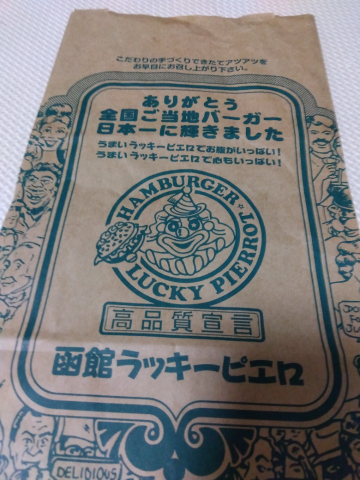 こだわりの手づくりできたてアツアツを
お早目にお召し上がり下さい。
ありがとう
全国ご当地バーガー
日本一に輝きました
うまいラッキーピエロでお腹がいっぱい!
うまいラッキーピエロで心もいっぱい!
HAMBURGER
LUCKY PIERROT
高品質宣言
函館ラッキーピエロ
DELICIOUS